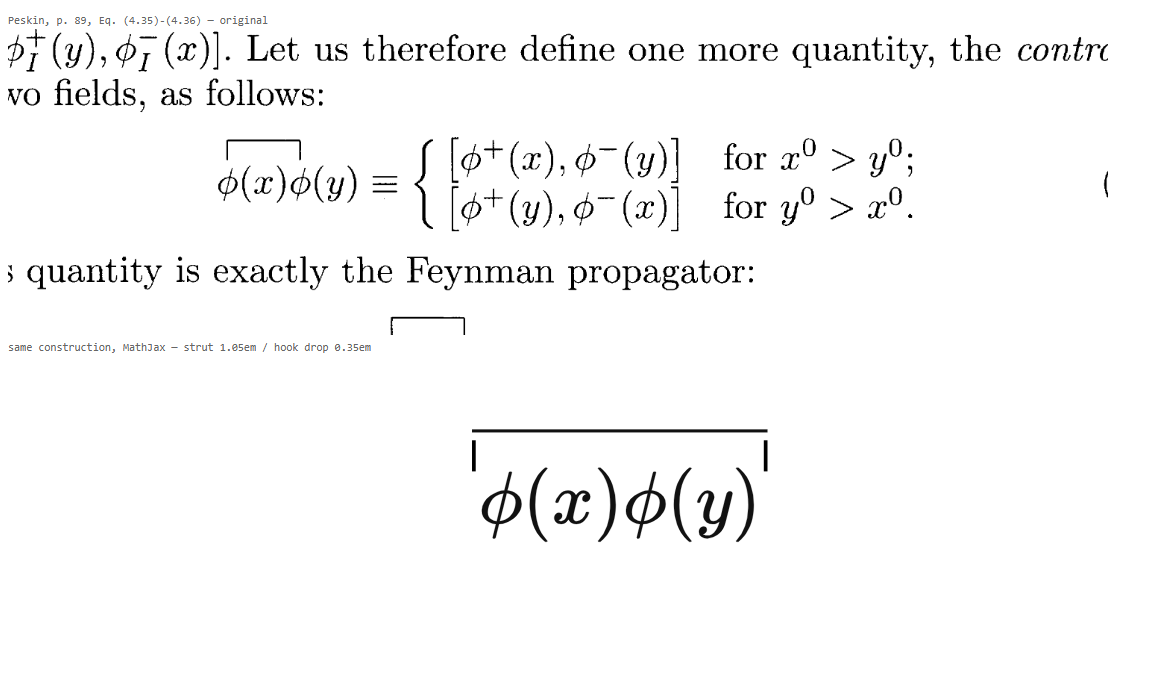 Peskin, p. 89, Eq. (4.35)-(4.36) — original
ϕ_I^+(y), ϕ_I^−(x)]. Let us therefore define one more quantity, the
fields, as follows:
ϕ(x)ϕ(y) ≡ { [ϕ^+(x), ϕ^−(y)] for x^0 > y^0;
[ϕ^+(y), ϕ^−(x)] for y^0 > x^0.
quantity is exactly the Feynman propagator:
same construction, MathJax — strut 1.05em / hook drop 0.35em
ϕ(x)ϕ(y)